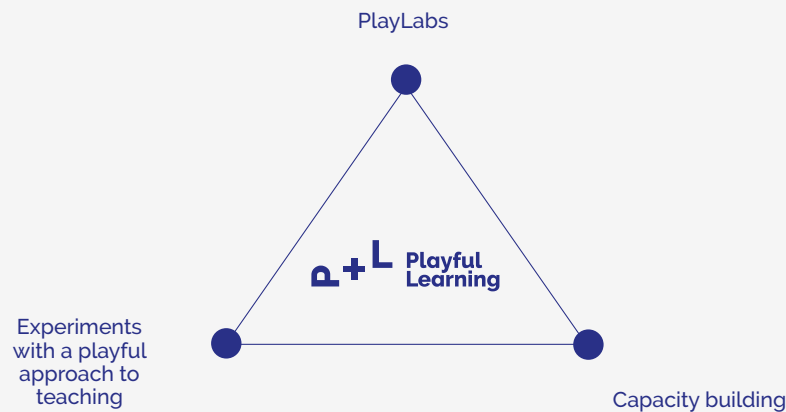 PlayLabs
P+L Playful
Learning
Experiments
with a playful
approach to
teaching
Capacity building